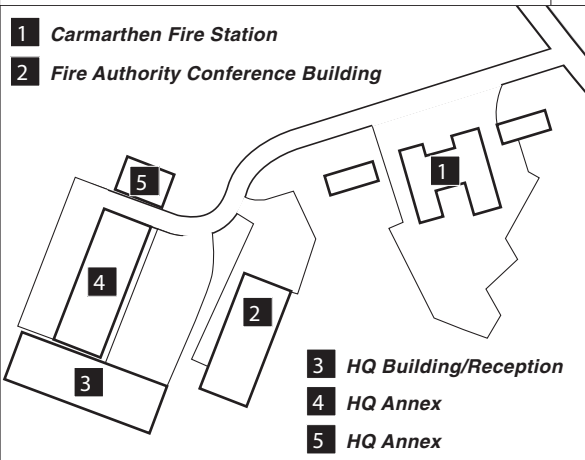 1 Carmarthen Fire Station
2 Fire Authority Conference Building
1
5
4
2
3
3 HQ Building/Reception
4 HQ Annex
5 HQ Annex